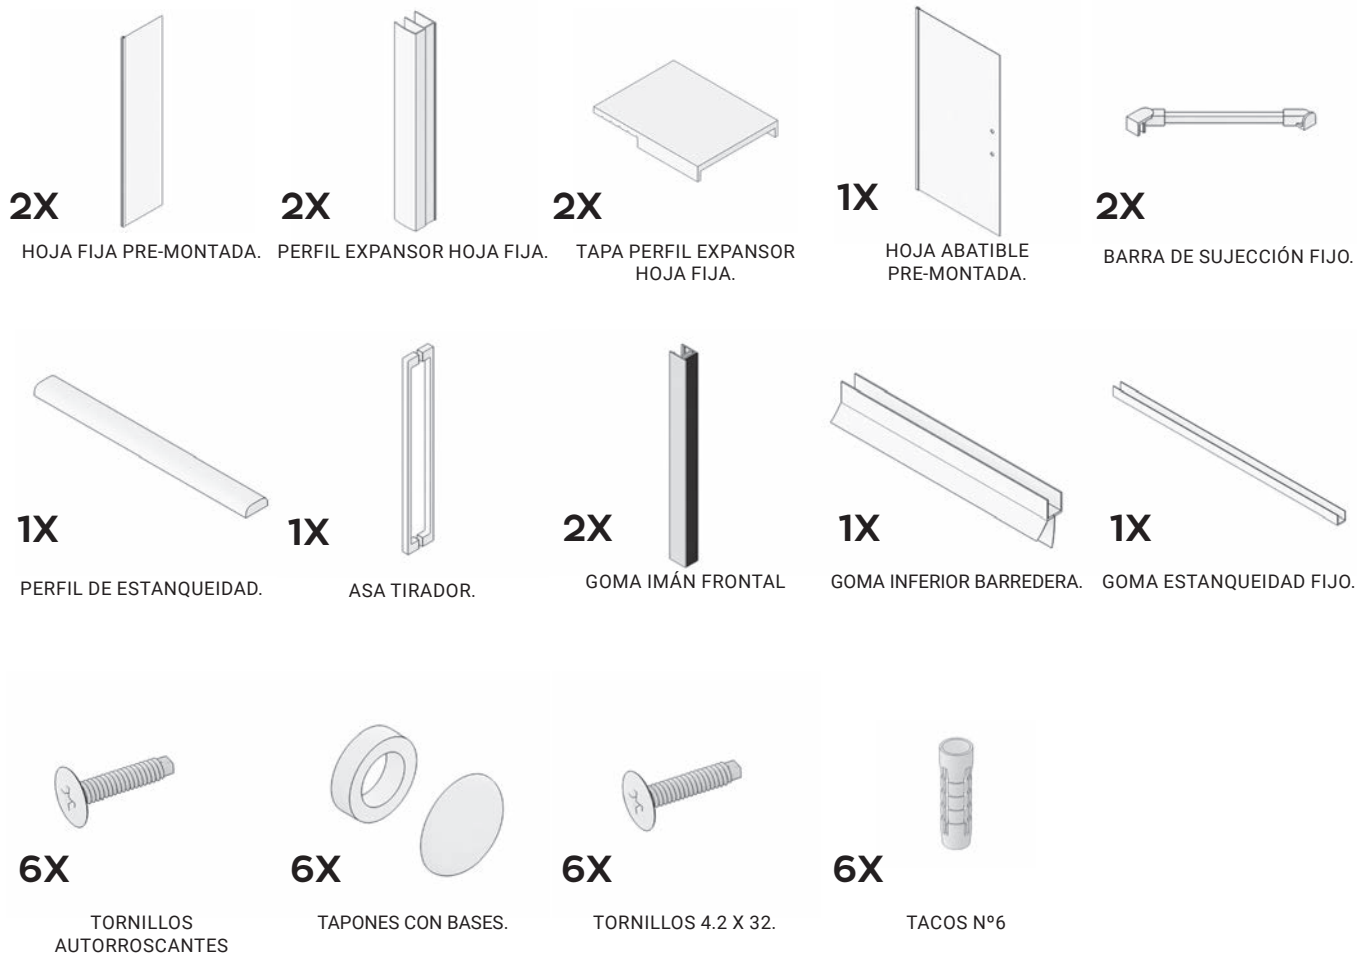 2X
HOJA FIJA PRE-MONTADA.
2X
PERFIL EXPANSOR HOJA FIJA.
2X
TAPA PERFIL EXPANSOR
HOJA FIJA.
1X
HOJA ABATIBLE
PRE-MONTADA.
2X
BARRA DE SUJECCIÓN FIJO.
1X
PERFIL DE ESTANQUEIDAD.
1X
ASA TIRADOR.
2X
GOMA IMÁN FRONTAL
1X
GOMA INFERIOR BARREDERA.
1X
GOMA ESTANQUEIDAD FIJO.
6X
TORNILLOS
AUTORROSCANTES
6X
TAPONES CON BASES.
6X
TORNILLOS 4.2 X 32.
6X
TACOS Nº6